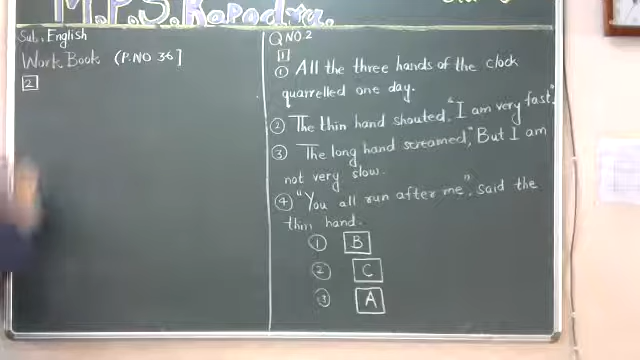 M.P.S. Kapadia.
Sub. English
Work Book (P.NO 36]
2
Q NO.2
1
① All the three hands of the clock
quarrelled one day.
② The thin hand shouted, "I am very fast".
③ The long hand screamed," But I am
not very slow.
④ "You all run after me", said the
thin hand.
① B
② C
③ A